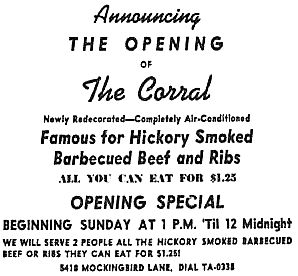 Announcing
THE OPENING
OF
The Corral
Newly Redecorated—Completely Air-Conditioned
Famous for Hickory Smoked
Barbecued Beef and Ribs
ALL YOU CAN EAT FOR $1.25
OPENING SPECIAL
BEGINNING SUNDAY AT 1 P.M. 'Til 12 Midnight
WE WILL SERVE 2 PEOPLE ALL THE HICKORY SMOKED BARBECUED
BEEF OR RIBS THEY CAN EAT FOR $1.25!
5418 MOCKINGBIRD LANE, DIAL TA-0338